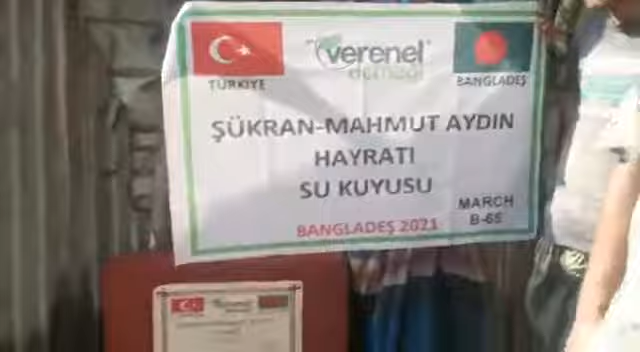 verenel
derneği
TÜRKİYE
BANGLADEŞ
ŞÜKRAN-MAHMUT AYDIN
HAYRATI
SU KUYUSU
MARCH
B-65
BANGLADEŞ 2021